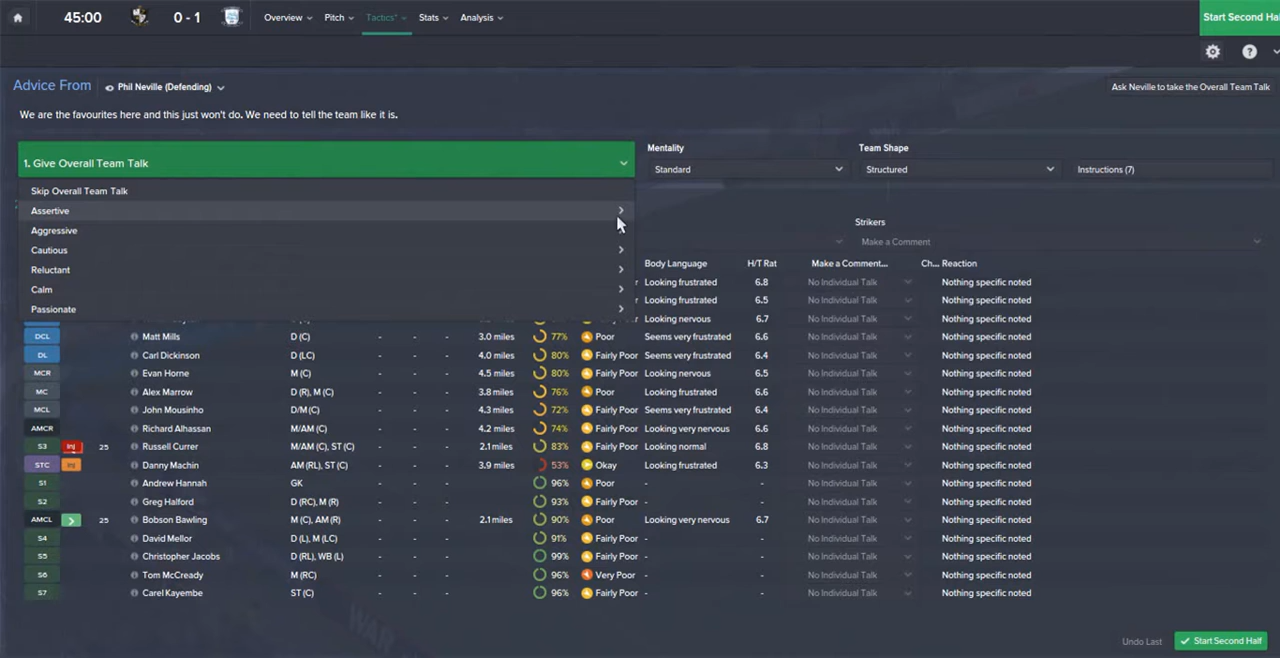 45:00 0 - 1 Overview Pitch Tactics* Stats Analysis Start Second Ha
Advice From Phil Neville (Defending) Ask Neville to take the Overall Team Talk
We are the favourites here and this just won't do. We need to tell the team like it is.
1. Give Overall Team Talk
Mentality Team Shape
Standard Structured Instructions (7)
Skip Overall Team Talk
Assertive
Aggressive
Cautious
Reluctant
Calm
Passionate
Strikers
Make a Comment
Body Language H/T Rat Make a Comment... Ch... Reaction
Looking frustrated 6.8 No Individual Talk Nothing specific noted
Looking frustrated 6.5 No Individual Talk Nothing specific noted
Looking nervous 6.7 No Individual Talk Nothing specific noted
DCL Matt Mills D (C) - - - 3.0 miles 77% Poor Seems very frustrated 6.6 No Individual Talk Nothing specific noted
DL Carl Dickinson D (LC) - - - 4.0 miles 80% Fairly Poor Seems very frustrated 6.4 No Individual Talk Nothing specific noted
MCR Evan Horne M (C) - - - 4.5 miles 80% Fairly Poor Looking nervous 6.5 No Individual Talk Nothing specific noted
MC Alex Marrow D (R), M (C) - - - 3.8 miles 76% Poor Looking frustrated 6.6 No Individual Talk Nothing specific noted
MCL John Mousinho D/M (C) - - - 4.3 miles 72% Fairly Poor Seems very frustrated 6.4 No Individual Talk Nothing specific noted
AMCR Richard Alhassan M/AM (C) - - - 4.2 miles 74% Fairly Poor Looking very nervous 6.6 No Individual Talk Nothing specific noted
S3 Inj 25 Russell Currer M/AM (C), ST (C) - - - 2.1 miles 83% Fairly Poor Looking normal 6.8 No Individual Talk Nothing specific noted
STC Inj Danny Machin AM (RL), ST (C) - - - 3.9 miles 53% Okay Looking frustrated 6.3 No Individual Talk Nothing specific noted
S1 Andrew Hannah GK - - - 96% Poor - - No Individual Talk Nothing specific noted
S2 Greg Halford D (RC), M (R) - - - 93% Fairly Poor - - No Individual Talk Nothing specific noted
AMCL 25 Bobson Bawling M (C), AM (R) - - - 2.1 miles 90% Poor Looking very nervous 6.7 No Individual Talk Nothing specific noted
S4 David Mellor D (L), M (LC) - - - 91% Fairly Poor - - No Individual Talk Nothing specific noted
S5 Christopher Jacobs D (RL), WB (L) - - - 99% Fairly Poor - - No Individual Talk Nothing specific noted
S6 Tom McCready M (RC) - - - 96% Very Poor - - No Individual Talk Nothing specific noted
S7 Carel Kayembe ST (C) - - - 96% Fairly Poor - - No Individual Talk Nothing specific noted
Undo Last Start Second Half